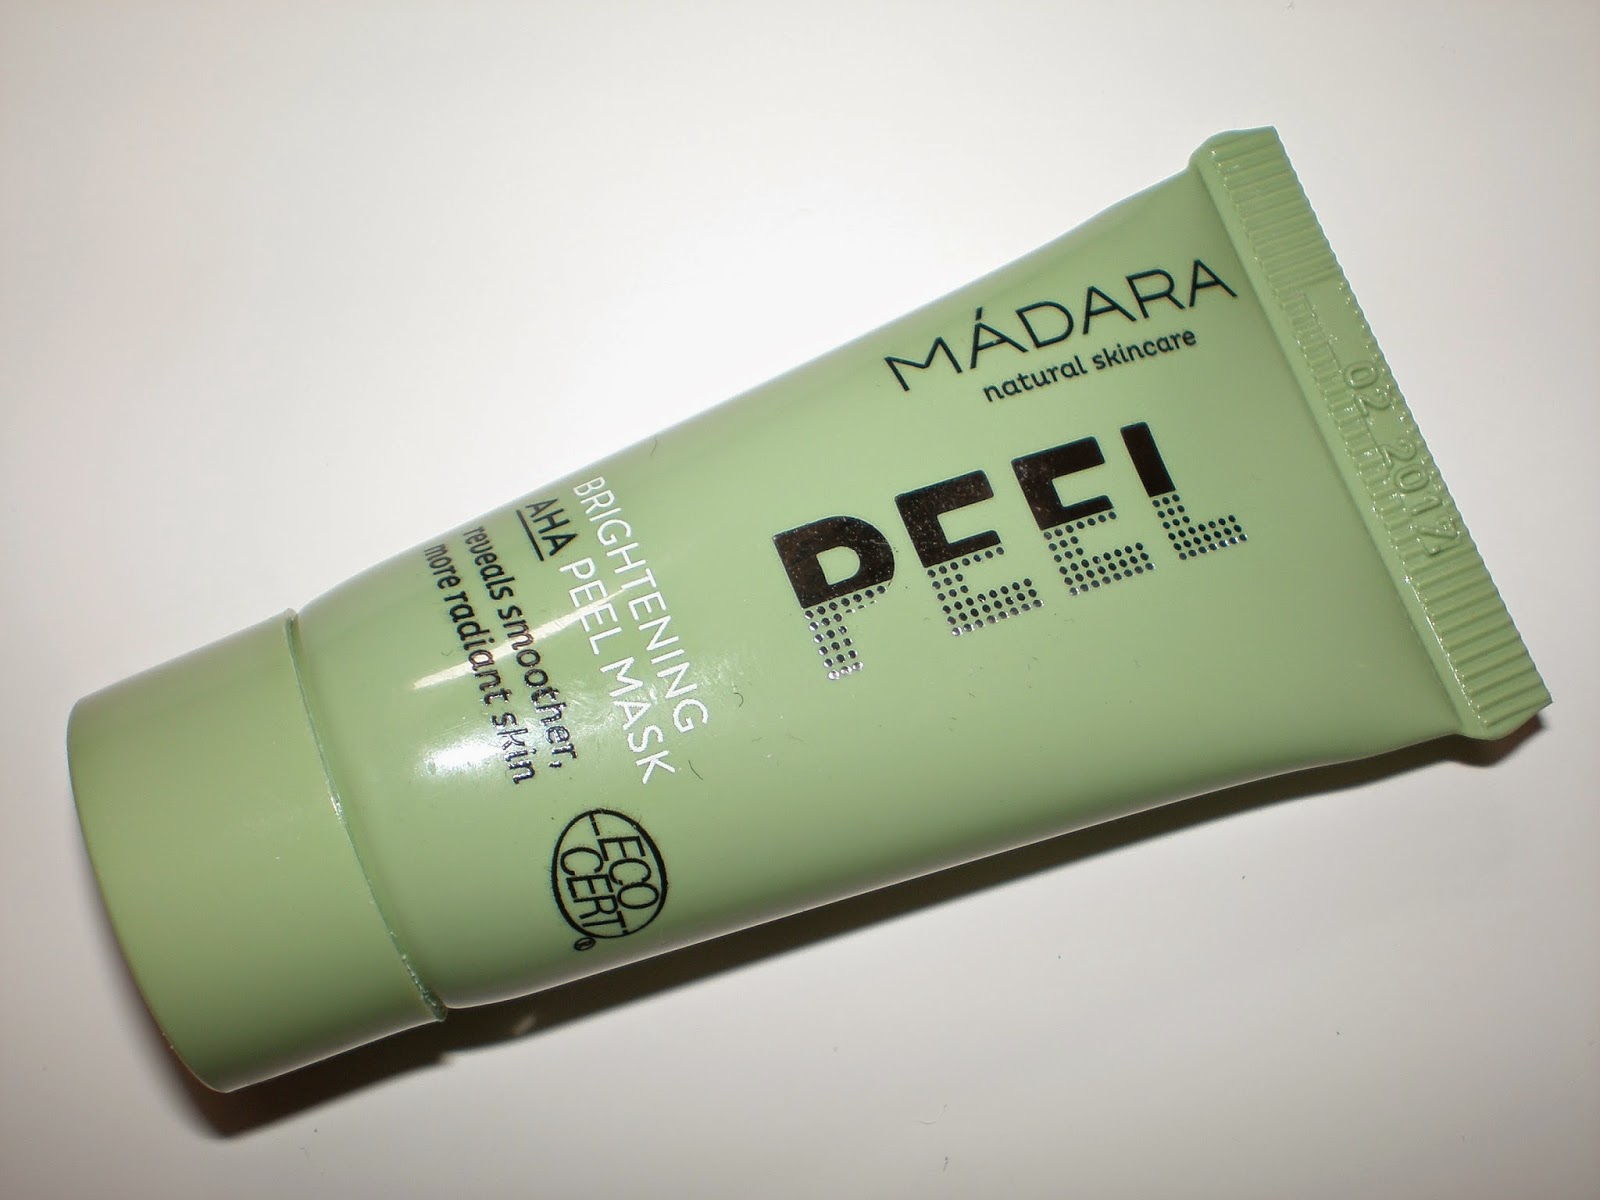 MÁDARA
natural skincare
PEEL
BRIGHTENING
AHA PEEL MASK
reveals smoother,
more radiant skin
ECO
CERT
®
02 2017